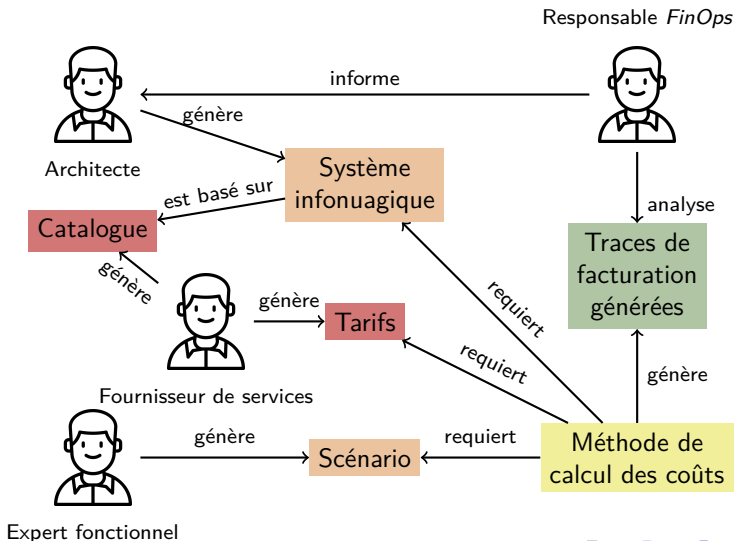 Responsable FinOps
informe
génère
Architecte
Système
infonuagique
est basé sur
analyse
Catalogue
Traces de
facturation
générées
génère
requiert
génère
Tarifs
requiert
génère
Fournisseur de services
génère
requiert
Scénario
Méthode de
calcul des coûts
Expert fonctionnel